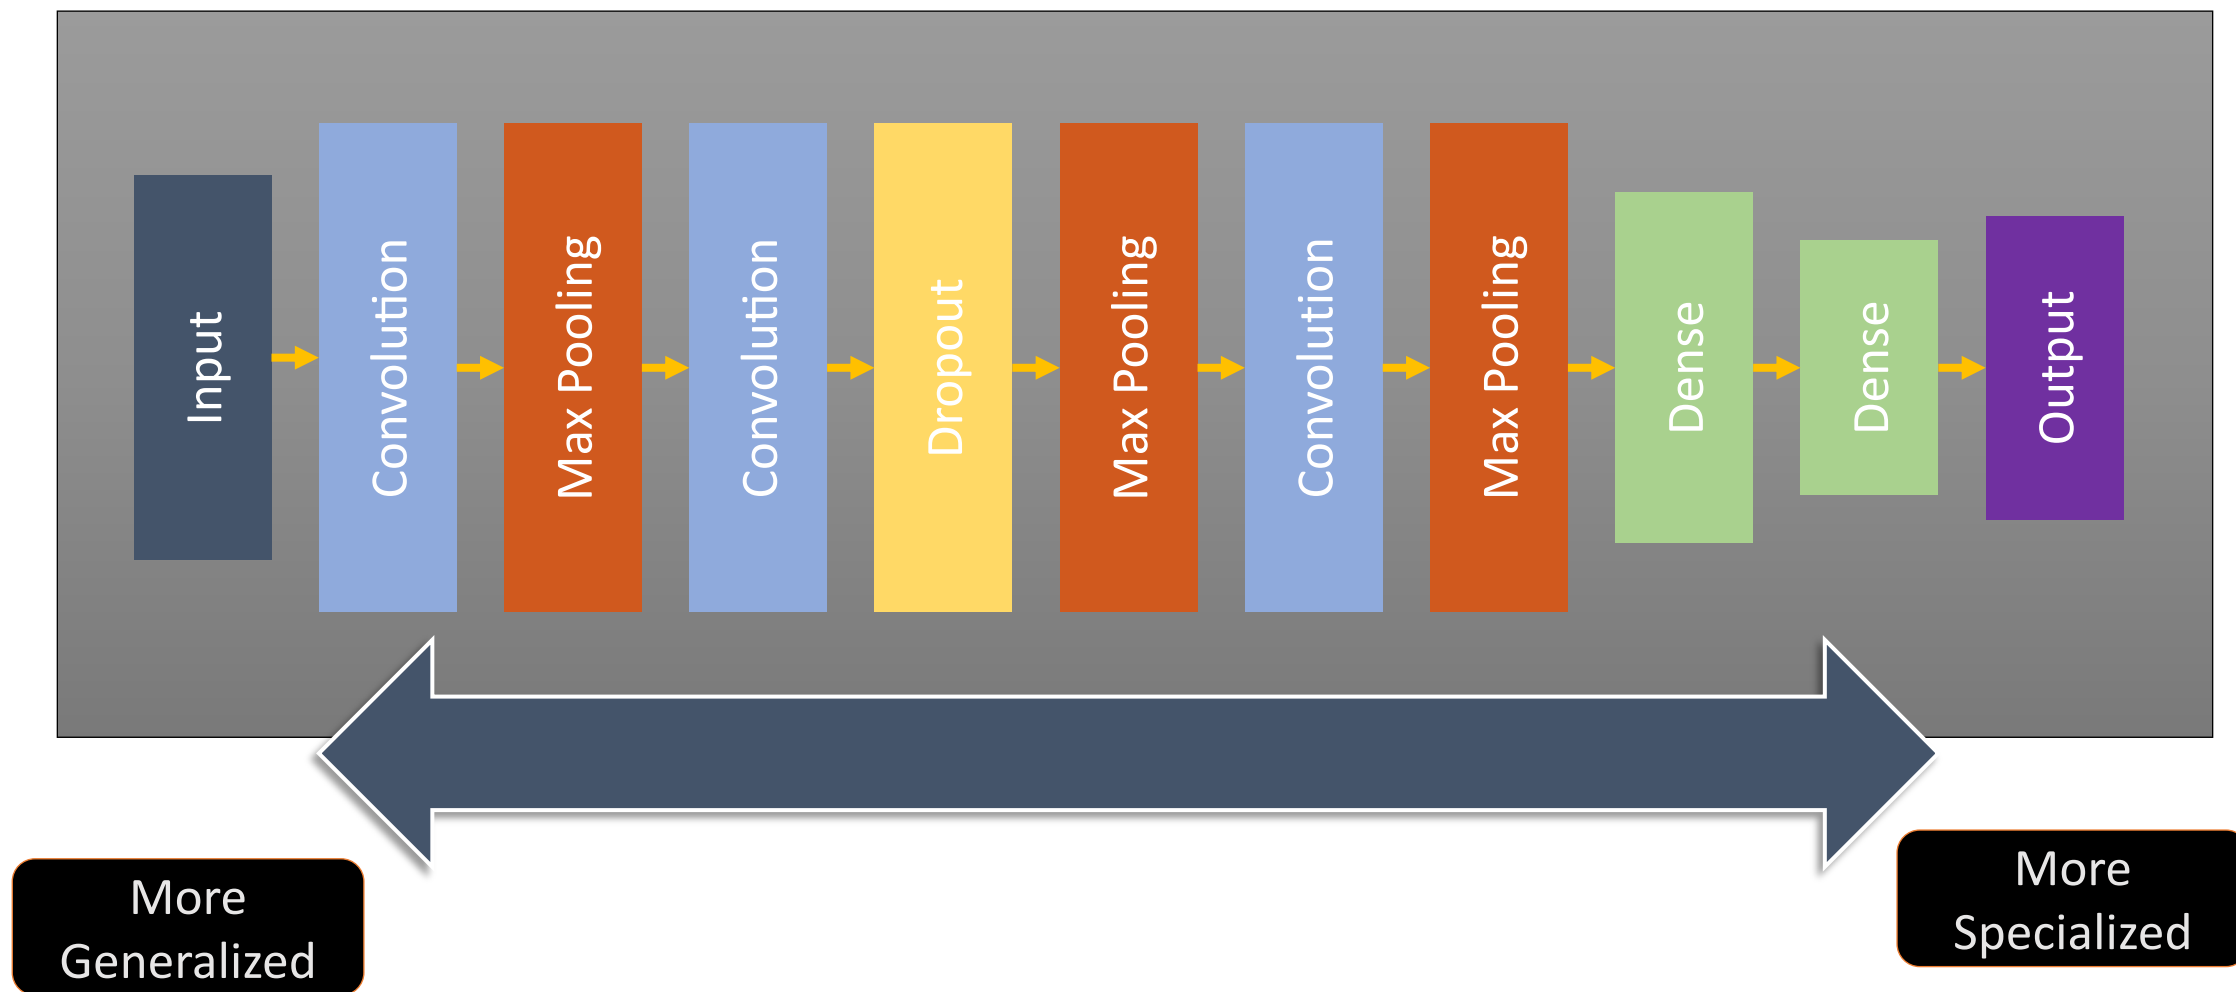 Input
Convolution
Max Pooling
Convolution
Dropout
Max Pooling
Convolution
Max Pooling
Dense
Dense
Output
More
Generalized
More
Specialized